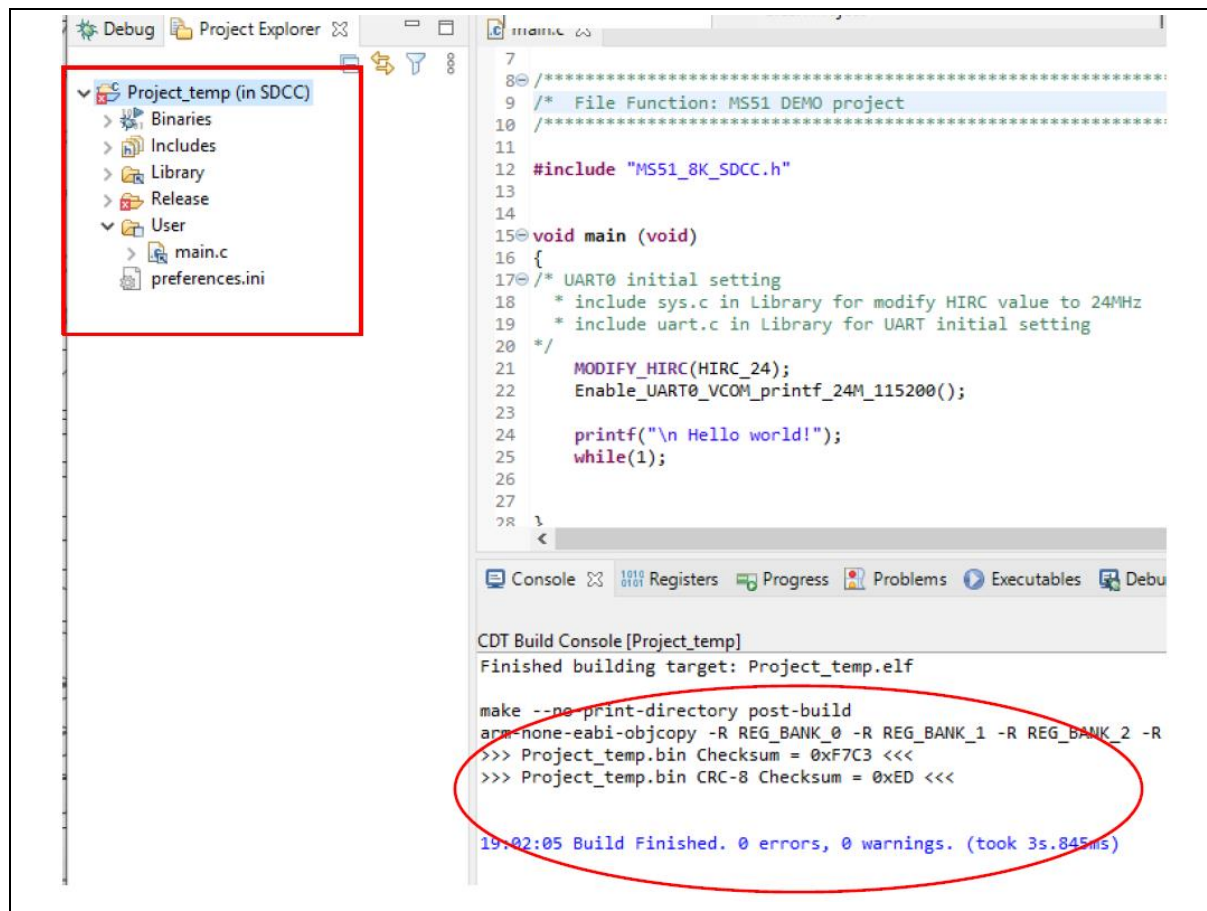 Debug Project Explorer
Project_temp (in SDCC)
Binaries
Includes
Library
Release
User
main.c
preferences.ini
main.c
7
8 /****************************************************************
9 /* File Function: MS51 DEMO project
10 /****************************************************************
11
12 #include "MS51_8K_SDCC.h"
13
14
15 void main (void)
16 {
17 /* UART0 initial setting
18 * include sys.c in Library for modify HIRC value to 24MHz
19 * include uart.c in Library for UART initial setting
20 */
21 MODIFY_HIRC(HIRC_24);
22 Enable_UART0_VCOM_printf_24M_115200();
23
24 printf("\n Hello world!");
25 while(1);
26
27
28 }
Console Registers Progress Problems Executables Debu
CDT Build Console [Project_temp]
Finished building target: Project_temp.elf
make --no-print-directory post-build
arm-none-eabi-objcopy -R REG_BANK_0 -R REG_BANK_1 -R REG_BANK_2 -R
>>> Project_temp.bin Checksum = 0xF7C3 <<<
>>> Project_temp.bin CRC-8 Checksum = 0xED <<<
19:02:05 Build Finished. 0 errors, 0 warnings. (took 3s.845ms)